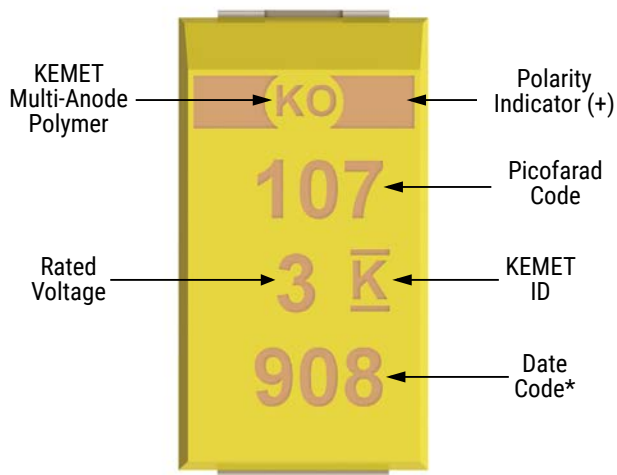 KEMET
Multi-Anode
Polymer
KO
Polarity
Indicator (+)
107
Picofarad
Code
Rated
Voltage
3 K
KEMET
ID
908
Date
Code*